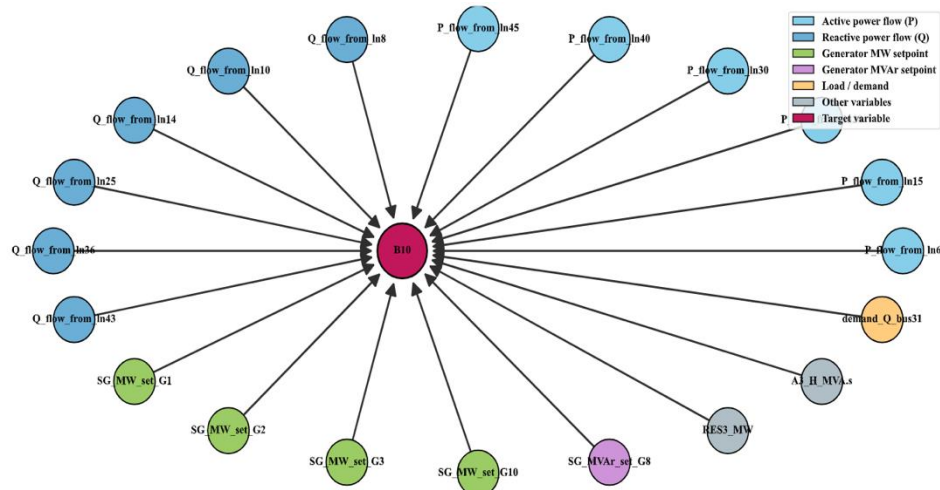 P_flow_from_ln45
Q_flow_from_ln8
P_flow_from_ln40
Q_flow_from_ln10
P_flow_from_ln30
Q_flow_from_ln14
Q_flow_from_ln25
P_flow_from_ln15
Q_flow_from_ln36
B10
P_flow_from_ln6
Q_flow_from_ln43
demand_Q_bus31
SG_MW_set_G1
A3_H_MVA.s
SG_MW_set_G2
RES3_MW
SG_MW_set_G3
SG_MW_set_G10
SG_MVAr_set_G8
Active power flow (P)
Reactive power flow (Q)
Generator MW setpoint
Generator MVAr setpoint
Load / demand
Other variables
Target variable